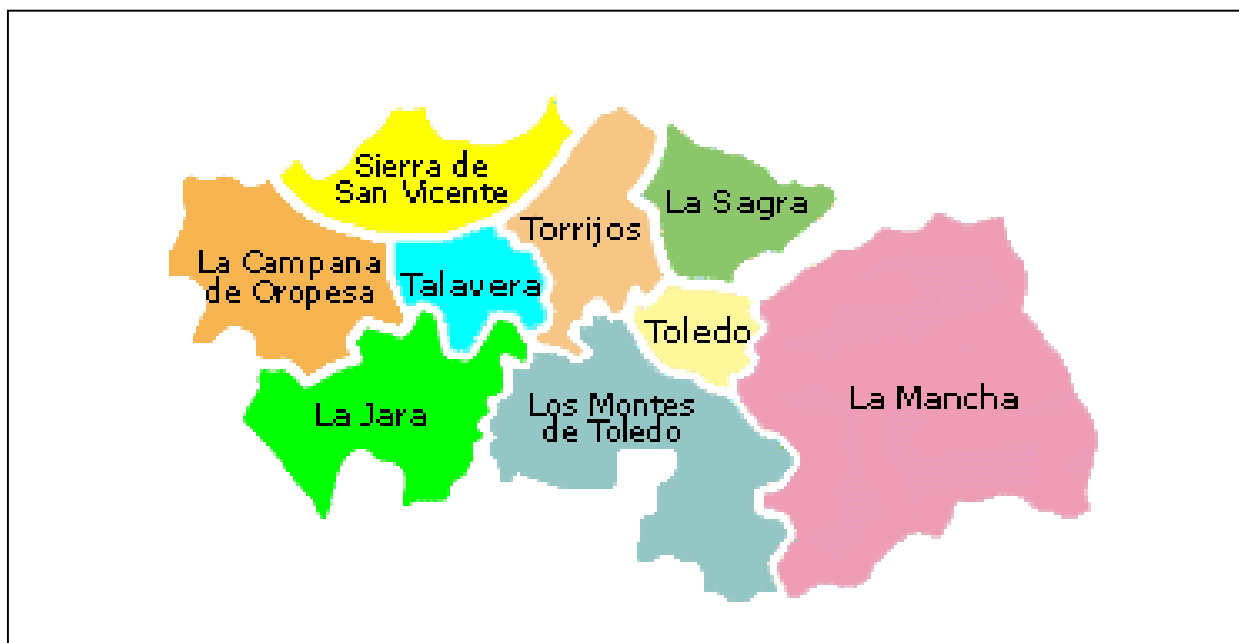 Sierra de
San Vicente
La Sagra
Torrijos
La Campana
de Oropesa
Talavera
Toledo
La Jara
Los Montes
de Toledo
La Mancha